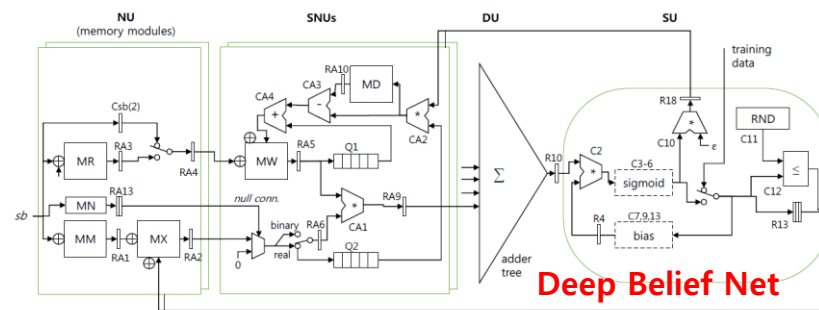 NU
(memory modules)
SNUs
DU
SU
training
data
Csb(2)
RA10
MD
CA3
CA4
-
+
*
CA2
R18
*
ε
RND
C10
C11
MR
RA3
RA4
MW
RA5
Q1
R10
C2
*
C3-6
sigmoid
≤
C12
Σ
MN
RA13
null conn.
sb
*
CA1
RA9
R4
C7,9,13
bias
R13
MM
RA1
MX
RA2
binary
real
RA6
0
Q2
adder
tree
Deep Belief Net